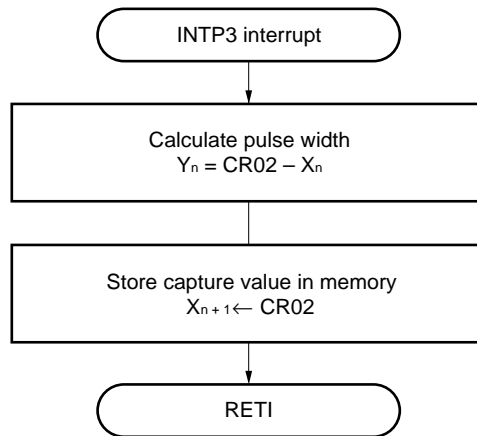 INTP3 interrupt
Calculate pulse width
Yn = CR02 – Xn
Store capture value in memory
Xn + 1 ← CR02
RETI